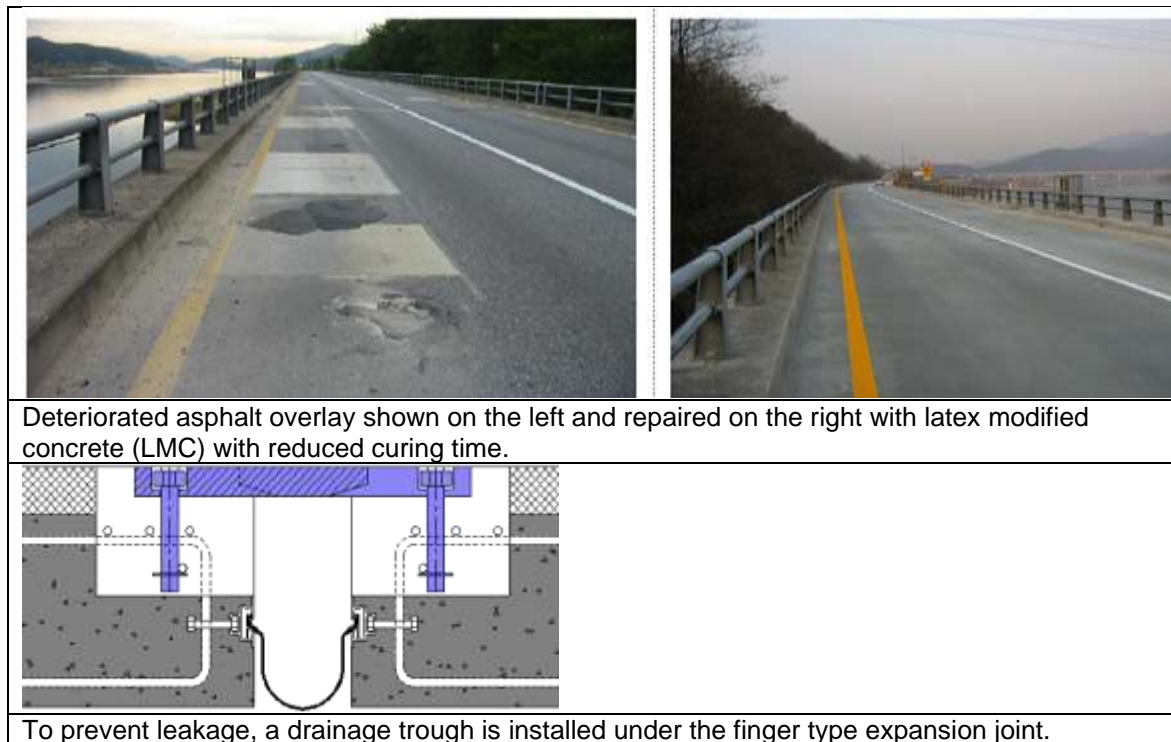 Deteriorated asphalt overlay shown on the left and repaired on the right with latex modified
concrete (LMC) with reduced curing time.
To prevent leakage, a drainage trough is installed under the finger type expansion joint.